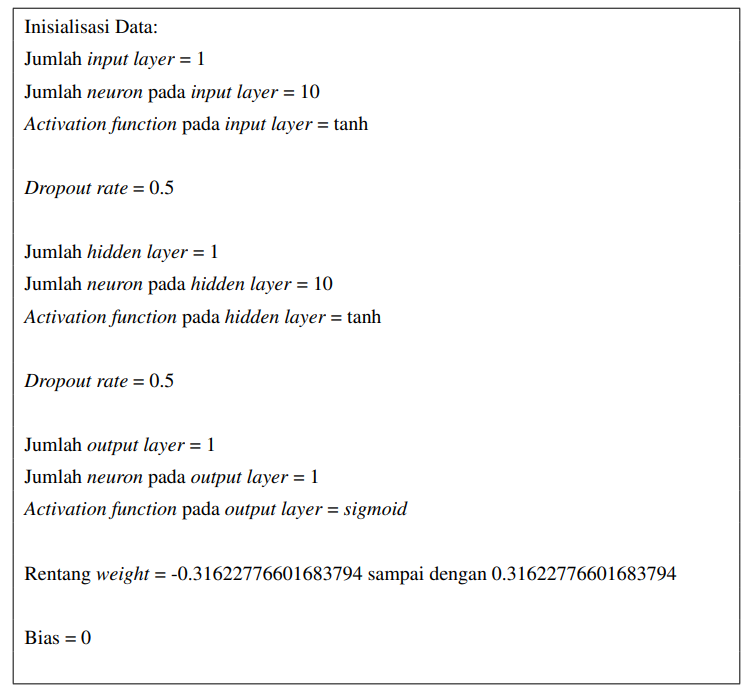 Inisialisasi Data:
Jumlah input layer = 1
Jumlah neuron pada input layer = 10
Activation function pada input layer = tanh
Dropout rate = 0.5
Jumlah hidden layer = 1
Jumlah neuron pada hidden layer = 10
Activation function pada hidden layer = tanh
Dropout rate = 0.5
Jumlah output layer = 1
Jumlah neuron pada output layer = 1
Activation function pada output layer = sigmoid
Rentang weight = -0.31622776601683794 sampai dengan 0.31622776601683794
Bias = 0